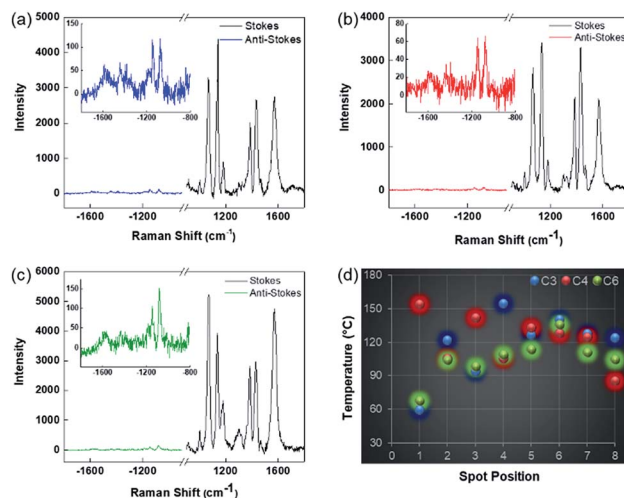 (a)
5000
4000
3000
2000
1000
0
Intensity
Stokes
Anti-Stokes
150
100
50
0
-1600
-1200
-800
-1600
-1200
1200
1600
Raman Shift (cm-1)
(b)
4000
3000
2000
1000
0
Intensity
Stokes
Anti-Stokes
80
60
40
20
0
-1600
-1200
-800
-1600
-1200
1200
1600
Raman Shift (cm-1)
(c)
6000
5000
4000
3000
2000
1000
0
Intensity
Stokes
Anti-Stokes
150
100
50
0
-1600
-1200
-800
-1600
-1200
1200
1600
Raman Shift (cm-1)
(d)
180
150
120
90
60
30
Temperature (°C)
C3 C4 C6
0 1 2 3 4 5 6 7 8
Spot Position